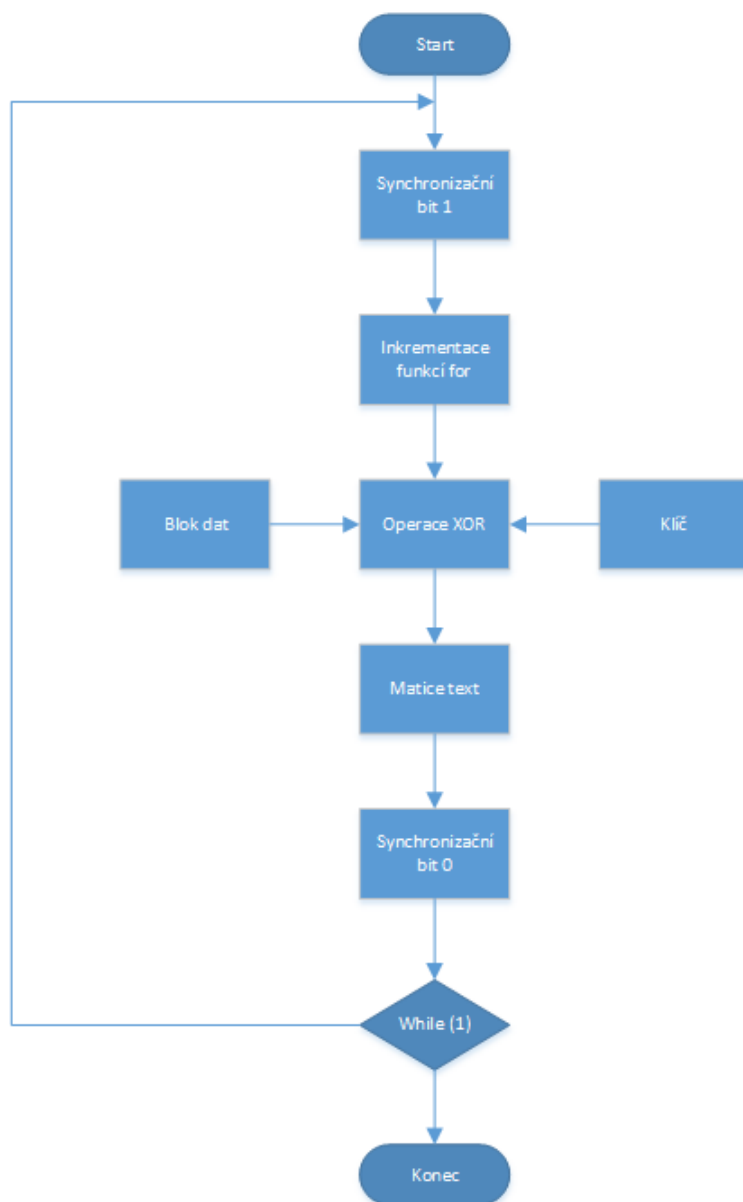 Start
Synchronizační
bit 1
Inkrementace
funkcí for
Blok dat
Operace XOR
Klíč
Matice text
Synchronizační
bit 0
While (1)
Konec